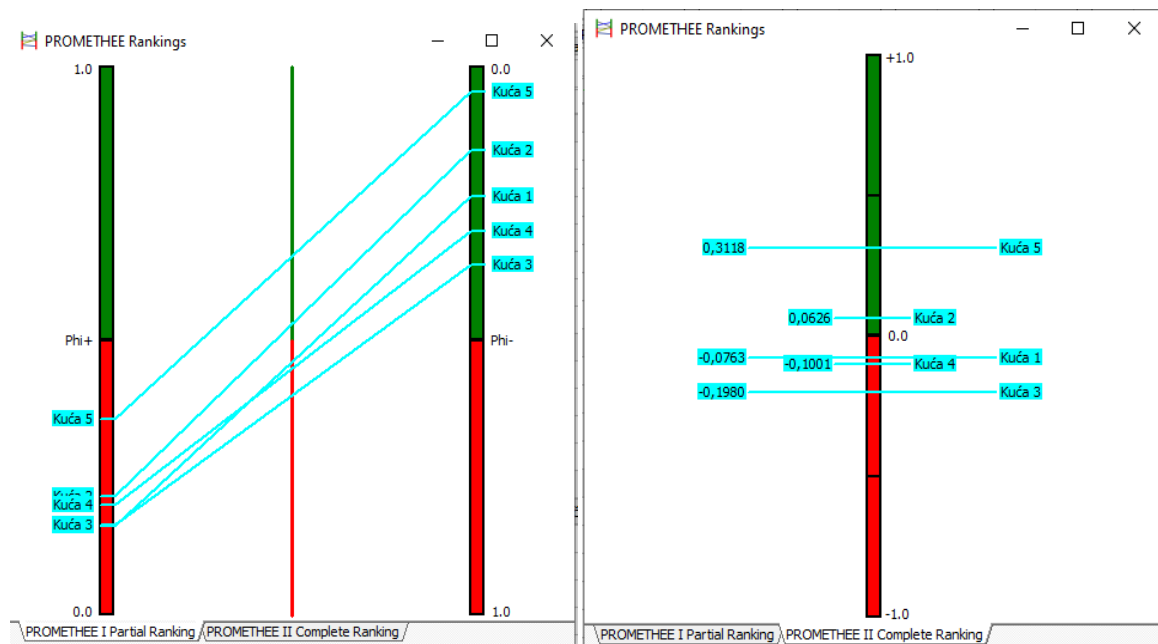 PROMETHEE Rankings
1.0
0.0
Kuća 5
Kuća 2
Kuća 1
Kuća 4
Kuća 3
Phi+
Phi-
Kuća 5
Kuća 4
Kuća 3
0.0
1.0
PROMETHEE I Partial Ranking
PROMETHEE II Complete Ranking
PROMETHEE Rankings
+1.0
0,3118
Kuća 5
0,0626
Kuća 2
0.0
-0,0763
Kuća 1
-0,1001
Kuća 4
-0,1980
Kuća 3
-1.0
PROMETHEE I Partial Ranking
PROMETHEE II Complete Ranking